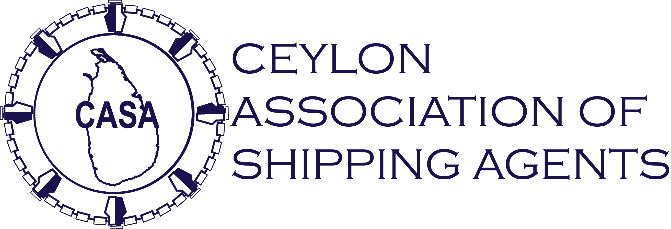 CASA
CEYLON
ASSOCIATION OF
SHIPPING AGENTS